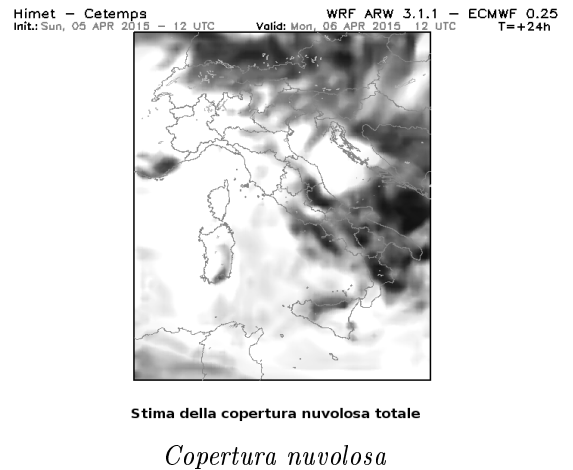 Himet – Cetemps WRF ARW 3.1.1 – ECMWF 0.25
Init.: Sun, 05 APR 2015 – 12 UTC Valid: Mon, 06 APR 2015 12 UTC T=+24h
Stima della copertura nuvolosa totale
Copertura nuvolosa